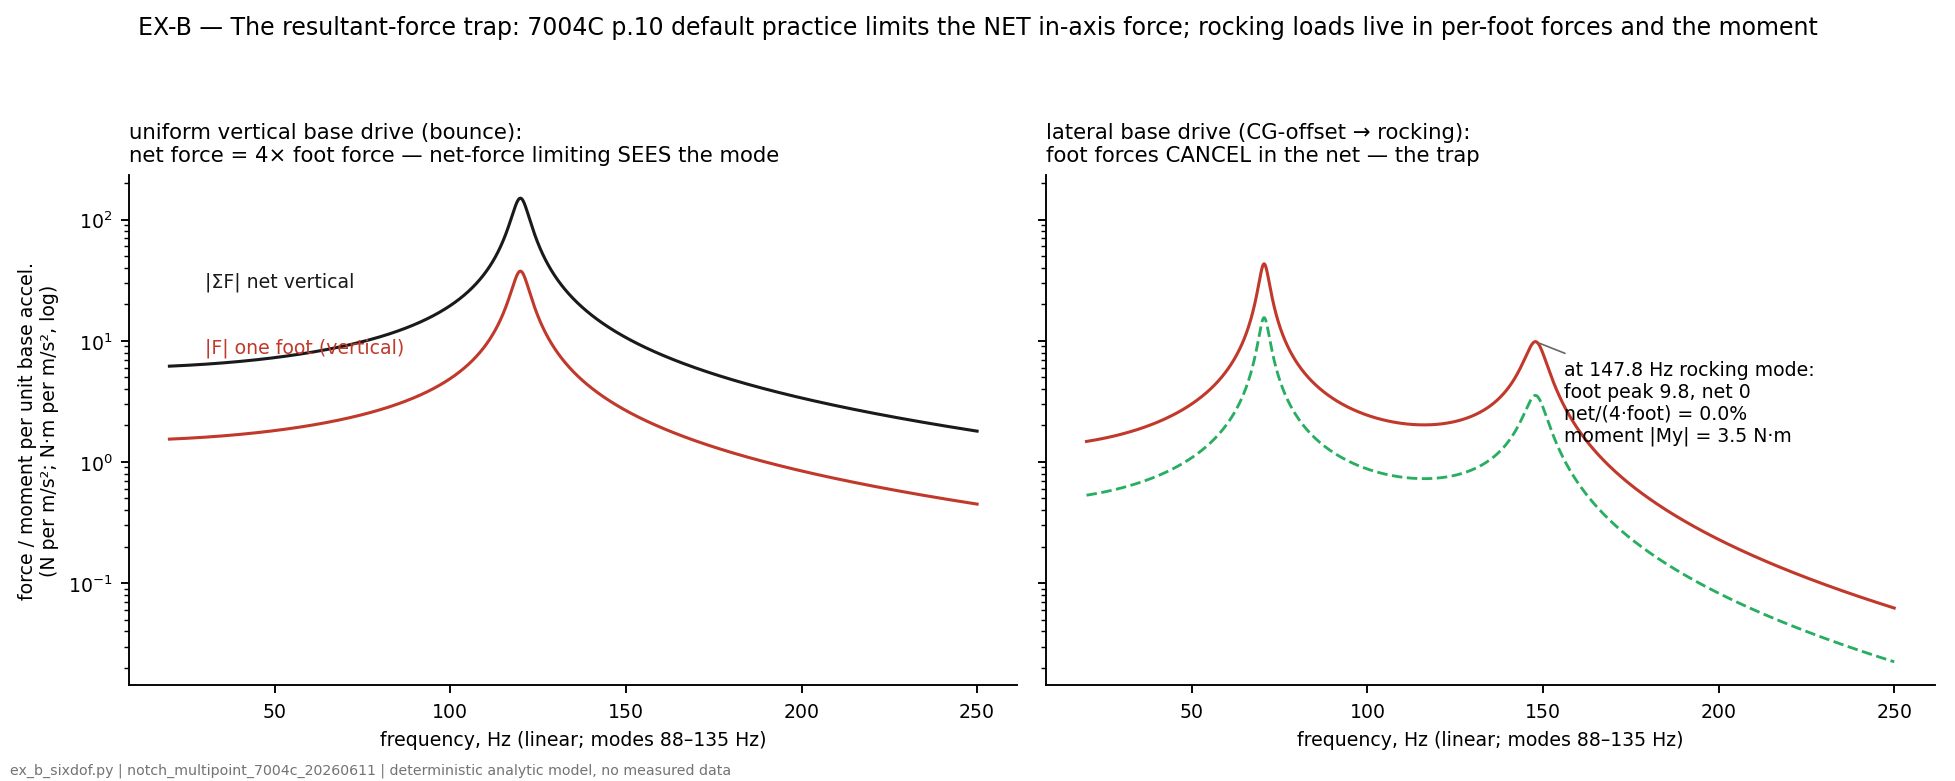 EX-B — The resultant-force trap: 7004C p.10 default practice limits the NET in-axis force; rocking loads live in per-foot forces and the moment
uniform vertical base drive (bounce):
net force = 4× foot force — net-force limiting SEES the mode
lateral base drive (CG-offset → rocking):
foot forces CANCEL in the net — the trap
force / moment per unit base accel.
(N per m/s²; N·m per m/s², log)
10²
10¹
10⁰
10⁻¹
|ΣF| net vertical
|F| one foot (vertical)
at 147.8 Hz rocking mode:
foot peak 9.8, net 0
net/(4·foot) = 0.0%
moment |My| = 3.5 N·m
50 100 150 200 250
50 100 150 200 250
frequency, Hz (linear; modes 88–135 Hz)
frequency, Hz (linear; modes 88–135 Hz)
ex_b_sixdof.py | notch_multipoint_7004c_20260611 | deterministic analytic model, no measured data